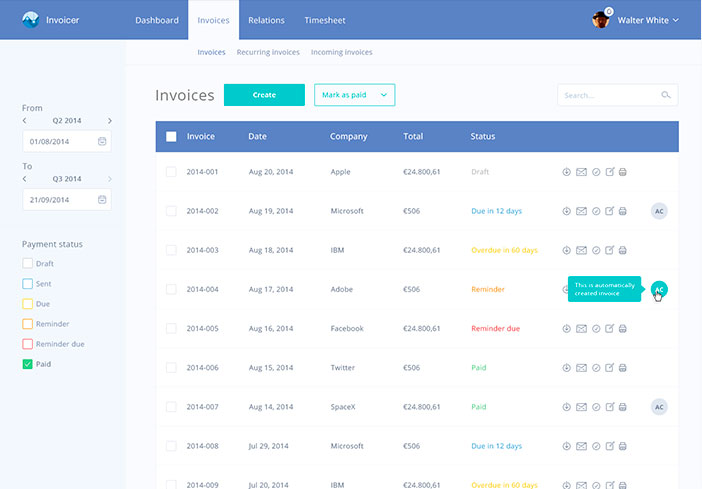 Invoicer Dashboard Invoices Relations Timesheet 0 Walter White
Invoices Recurring invoices Incoming invoices
From
Q2 2014
01/08/2014
To
Q3 2014
21/09/2014
Payment status
Draft
Sent
Due
Reminder
Reminder due
Paid
Invoices Create Mark as paid Search...
Invoice Date Company Total Status
2014-001 Aug 20, 2014 Apple €24.800,61 Draft
2014-002 Aug 19, 2014 Microsoft €506 Due in 12 days AC
2014-003 Aug 18, 2014 IBM €24.800,61 Overdue in 60 days
2014-004 Aug 17, 2014 Adobe €506 Reminder AC
This is automatically
created invoice
2014-005 Aug 16, 2014 Facebook €24.800,61 Reminder due
2014-006 Aug 15, 2014 Twitter €506 Paid
2014-007 Aug 14, 2014 SpaceX €24.800,61 Paid AC
2014-008 Jul 29, 2014 Microsoft €506 Due in 12 days
2014-009 Jul 20, 2014 IBM €24.800,61 Overdue in 60 days